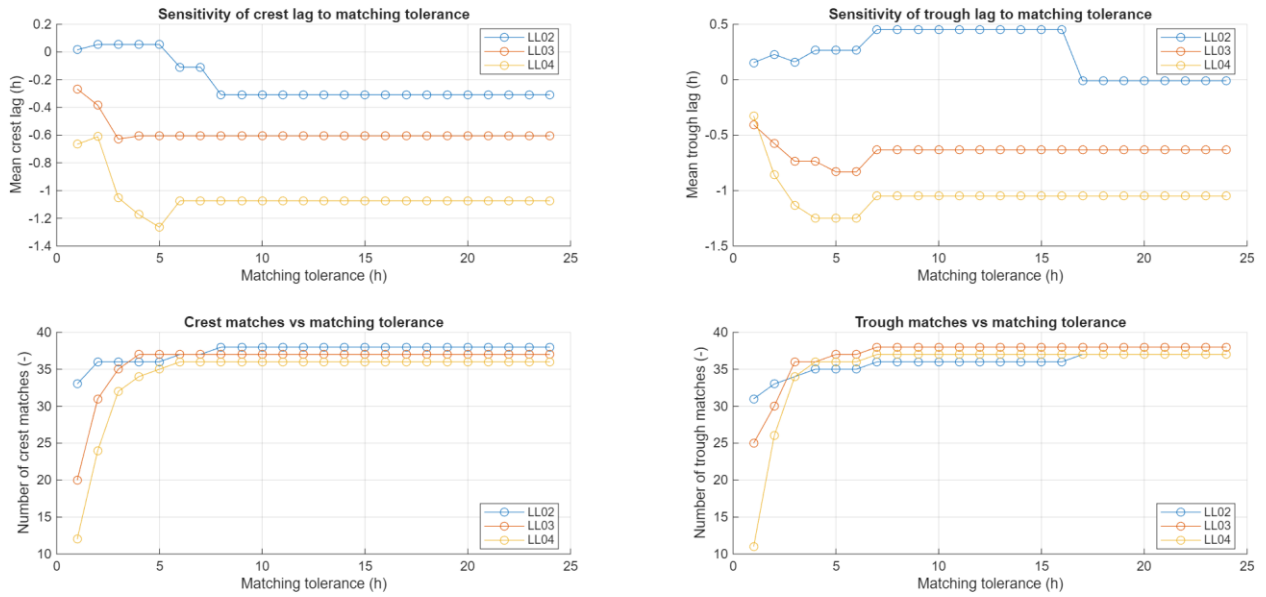 Sensitivity of crest lag to matching tolerance
0.2
0
-0.2
-0.4
-0.6
-0.8
-1
-1.2
-1.4
Mean crest lag (h)
LL02
LL03
LL04
0 5 10 15 20 25
Matching tolerance (h)
Sensitivity of trough lag to matching tolerance
0.5
0
-0.5
-1
-1.5
Mean trough lag (h)
LL02
LL03
LL04
0 5 10 15 20 25
Matching tolerance (h)
Crest matches vs matching tolerance
40
35
30
25
20
15
10
Number of crest matches (-)
LL02
LL03
LL04
0 5 10 15 20 25
Matching tolerance (h)
Trough matches vs matching tolerance
40
35
30
25
20
15
10
Number of trough matches (-)
LL02
LL03
LL04
0 5 10 15 20 25
Matching tolerance (h)